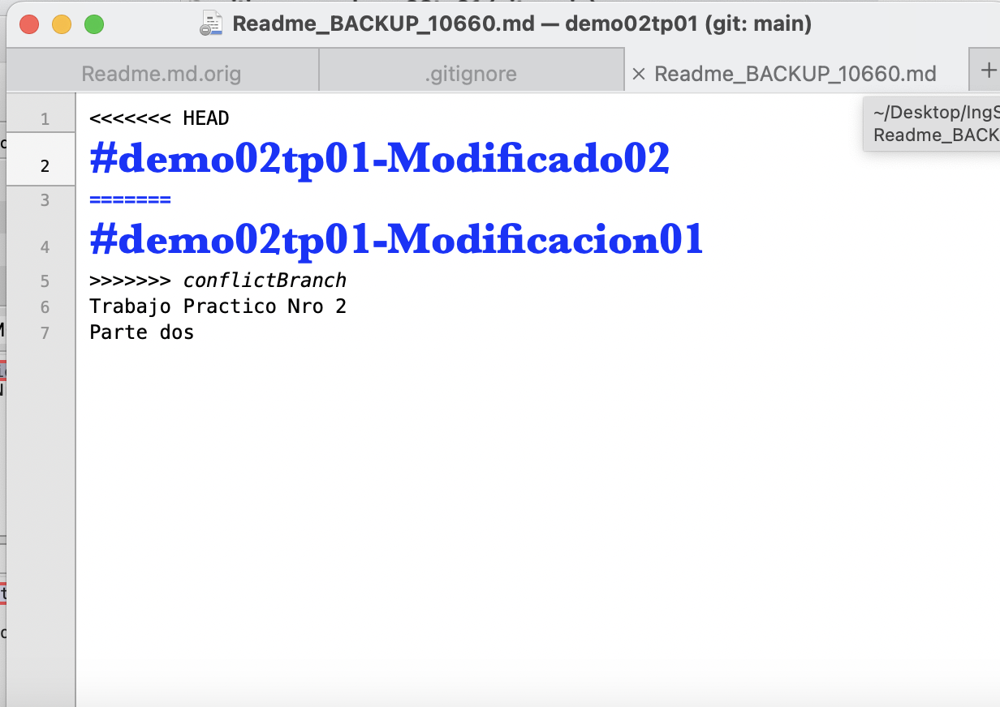 Readme_BACKUP_10660.md — demo02tp01 (git: main)
Readme.md.orig
.gitignore
× Readme_BACKUP_10660.md
+
~/Desktop/IngS
Readme_BACK
1 <<<<<<< HEAD
2 #demo02tp01-Modificado02
3 =======
4 #demo02tp01-Modificacion01
5 >>>>>>> conflictBranch
6 Trabajo Practico Nro 2
7 Parte dos